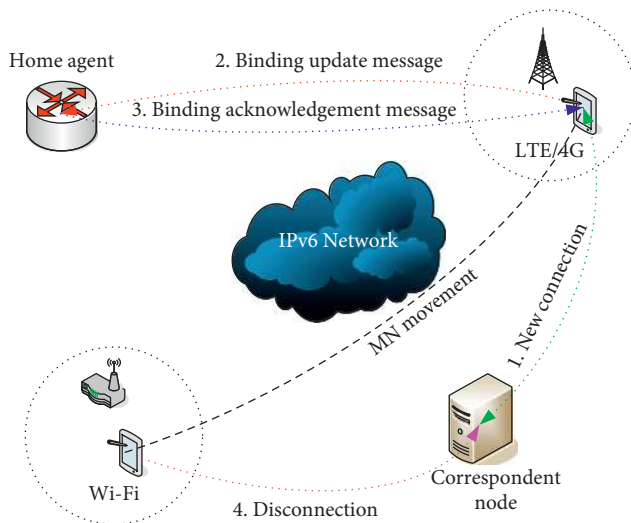 Home agent
2. Binding update message
3. Binding acknowledgement message
LTE/4G
IPv6 Network
MN movement
1. New connection
Wi-Fi
4. Disconnection
Correspondent
node